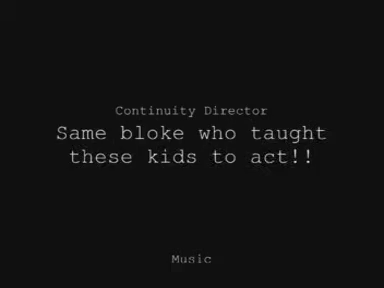 Continuity Director
Same bloke who taught
these kids to act!!
Music